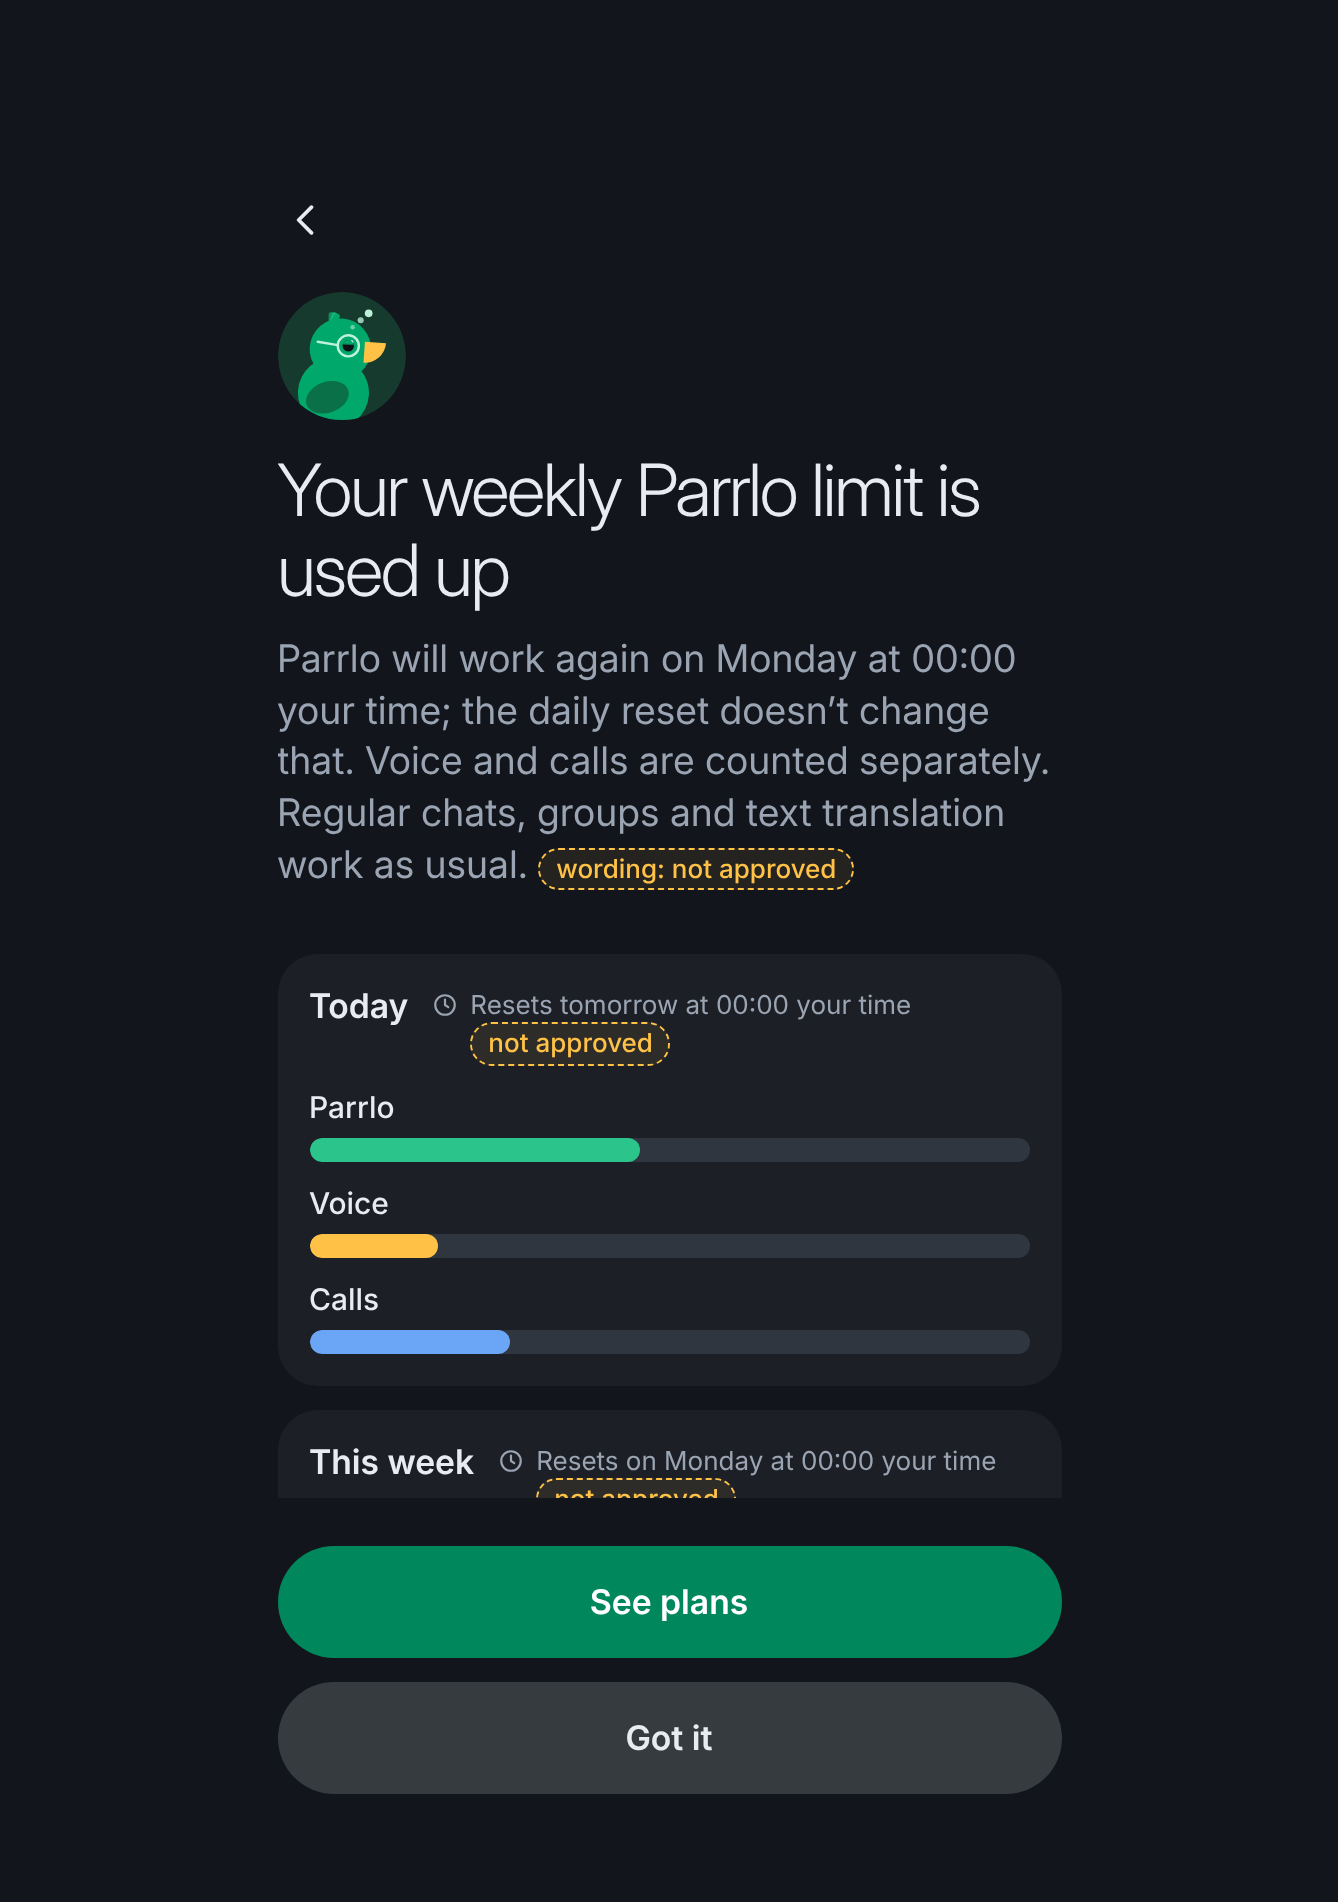 Your weekly Parrlo limit is
used up
Parrlo will work again on Monday at 00:00
your time; the daily reset doesn’t change
that. Voice and calls are counted separately.
Regular chats, groups and text translation
work as usual. wording: not approved
Today Resets tomorrow at 00:00 your time
not approved
Parrlo
Voice
Calls
This week Resets on Monday at 00:00 your time
not approved
See plans
Got it